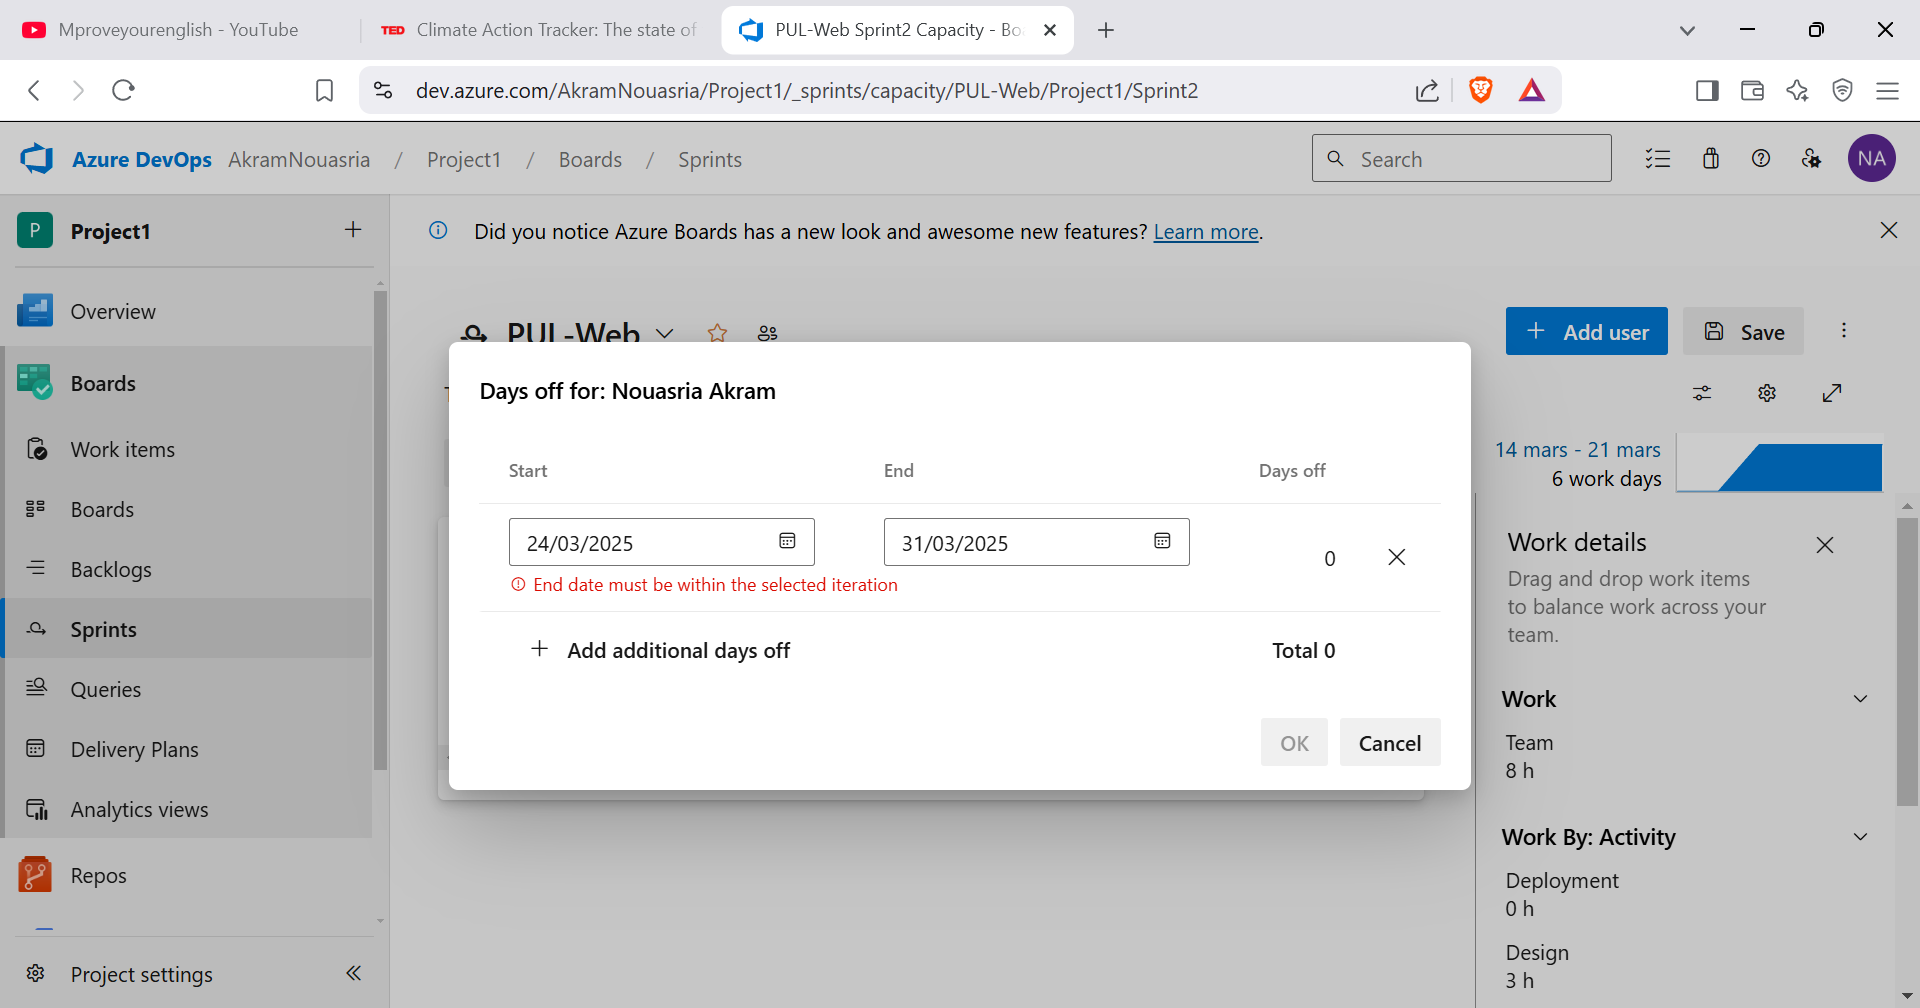 Mproveyourenglish - YouTube
TED Climate Action Tracker: The state of
PUL-Web Sprint2 Capacity - Bo
dev.azure.com/AkramNouasria/Project1/_sprints/capacity/PUL-Web/Project1/Sprint2
Azure DevOps AkramNouasria / Project1 / Boards / Sprints
Search
NA
P Project1
Did you notice Azure Boards has a new look and awesome new features? Learn more.
Overview
Boards
Work items
Boards
Backlogs
Sprints
Queries
Delivery Plans
Analytics views
Repos
Project settings
PUL-Web
Add user
Save
14 mars - 21 mars
6 work days
Days off for: Nouasria Akram
Start End Days off
24/03/2025 31/03/2025 0
End date must be within the selected iteration
Add additional days off Total 0
OK Cancel
Work details
Drag and drop work items
to balance work across your
team.
Work
Team
8 h
Work By: Activity
Deployment
0 h
Design
3 h